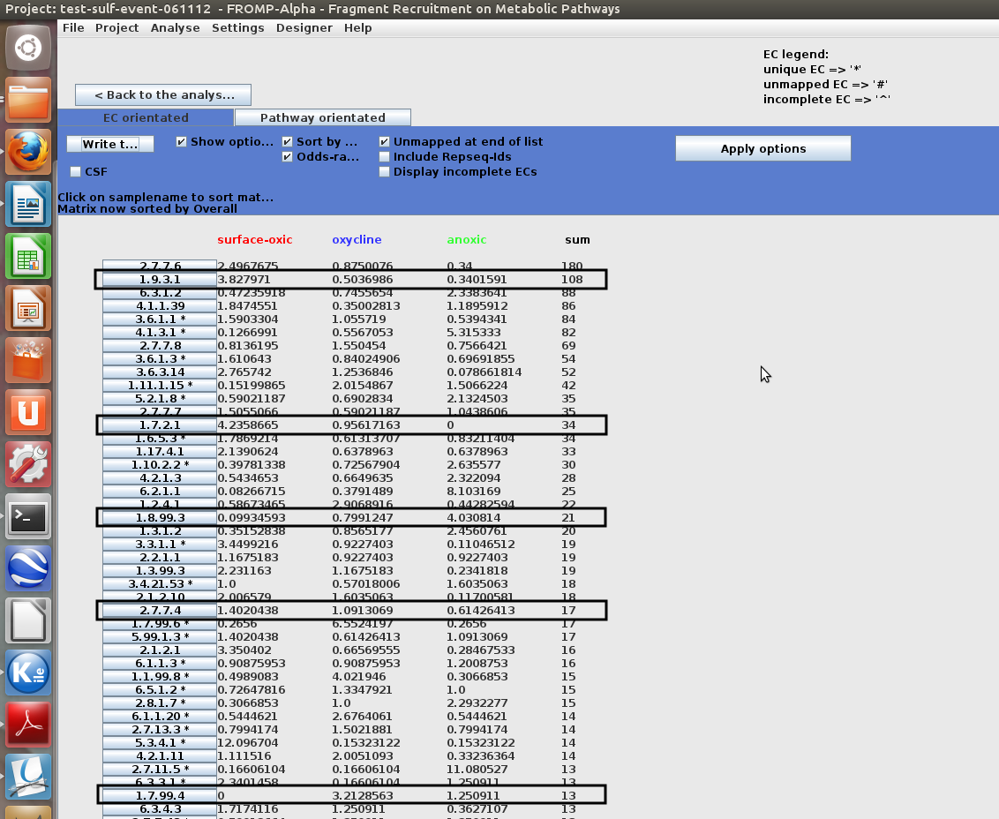 Project: test-sulf-event-061112 - FROMP-Alpha - Fragment Recruitment on Metabolic Pathways
File Project Analyse Settings Designer Help
EC legend:
unique EC => '*'
unmapped EC => '#'
incomplete EC => '^'
< Back to the analys...
EC orientated Pathway orientated
Write t... Show optio... Sort by ... Unmapped at end of list Apply options
Odds-ra... Include Repseq-Ids
CSF Display incomplete ECs
Click on samplename to sort mat...
Matrix now sorted by Overall
surface-oxic oxycline anoxic sum
2.7.7.6 2.4967675 0.8750076 0.34 180
1.9.3.1 3.827971 0.5036986 0.3401591 108
6.3.1.2 0.47235918 0.7455654 2.3383641 88
4.1.1.39 1.8474551 0.35002813 1.1895912 86
3.6.1.1 * 1.5903304 1.055719 0.5394341 84
4.1.3.1 * 0.1266991 0.5567053 5.315333 82
2.7.7.8 0.8136195 1.550454 0.7566421 69
3.6.1.3 * 1.610643 0.84024906 0.69691855 54
3.6.3.14 2.765742 1.2536846 0.078661814 52
1.11.1.15 * 0.15199865 2.0154867 1.5066224 42
5.2.1.8 * 0.59021187 0.6902834 2.1324503 35
2.7.7.7 1.5055066 0.59021187 1.0438606 35
1.7.2.1 4.2358665 0.95617163 0 34
1.6.5.3 * 1.7869214 0.61313707 0.83211404 34
1.17.4.1 2.1390624 0.6378963 0.6378963 33
1.10.2.2 * 0.39781338 0.72567904 2.635577 30
4.2.1.3 0.5434653 0.6649635 2.322094 28
6.2.1.1 0.08266715 0.3791489 8.103169 25
1.2.4.1 0.58673465 2.9068916 0.44282594 22
1.8.99.3 0.09934593 0.7991247 4.030814 21
1.3.1.2 0.35152838 0.8565177 2.4560761 20
3.3.1.1 * 3.4499216 0.9227403 0.11046512 19
2.2.1.1 1.1675183 0.9227403 0.9227403 19
1.3.99.3 2.231163 1.1675183 0.2341818 19
3.4.21.53 * 1.0 0.57018006 1.6035063 18
2.1.2.10 2.006579 1.6035063 0.11700581 18
2.7.7.4 1.4020438 1.0913069 0.61426413 17
1.7.99.6 * 0.2656 6.5524197 0.2656 17
5.99.1.3 * 1.4020438 0.61426413 1.0913069 17
2.1.2.1 3.350402 0.66569555 0.28467533 16
6.1.1.3 * 0.90875953 0.90875953 1.2008753 16
1.1.99.8 * 0.4989083 4.021946 0.3066853 15
6.5.1.2 * 0.72647816 1.3347921 1.0 15
2.8.1.7 * 0.3066853 1.0 2.2932277 15
6.1.1.20 * 0.5444621 2.6764061 0.5444621 14
2.7.13.3 * 0.7994174 1.5021881 0.7994174 14
5.3.4.1 * 12.096704 0.15323122 0.15323122 14
4.2.1.11 1.111516 2.0051093 0.33236364 14
2.7.11.5 * 0.16606104 0.16606104 11.080527 13
6.3.3.1 * 2.3401458 0.16606104 1.250911 13
1.7.99.4 0 3.2128563 1.250911 13
6.3.4.3 1.7174116 1.250911 0.3627107 13